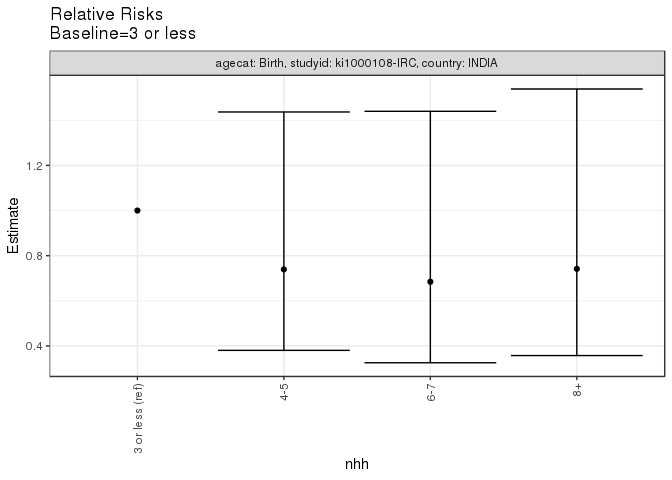 Relative Risks
Baseline=3 or less
agecat: Birth, studyid: ki1000108-IRC, country: INDIA
Estimate
1.2
0.8
0.4
3 or less (ref)
4-5
6-7
8+
nhh